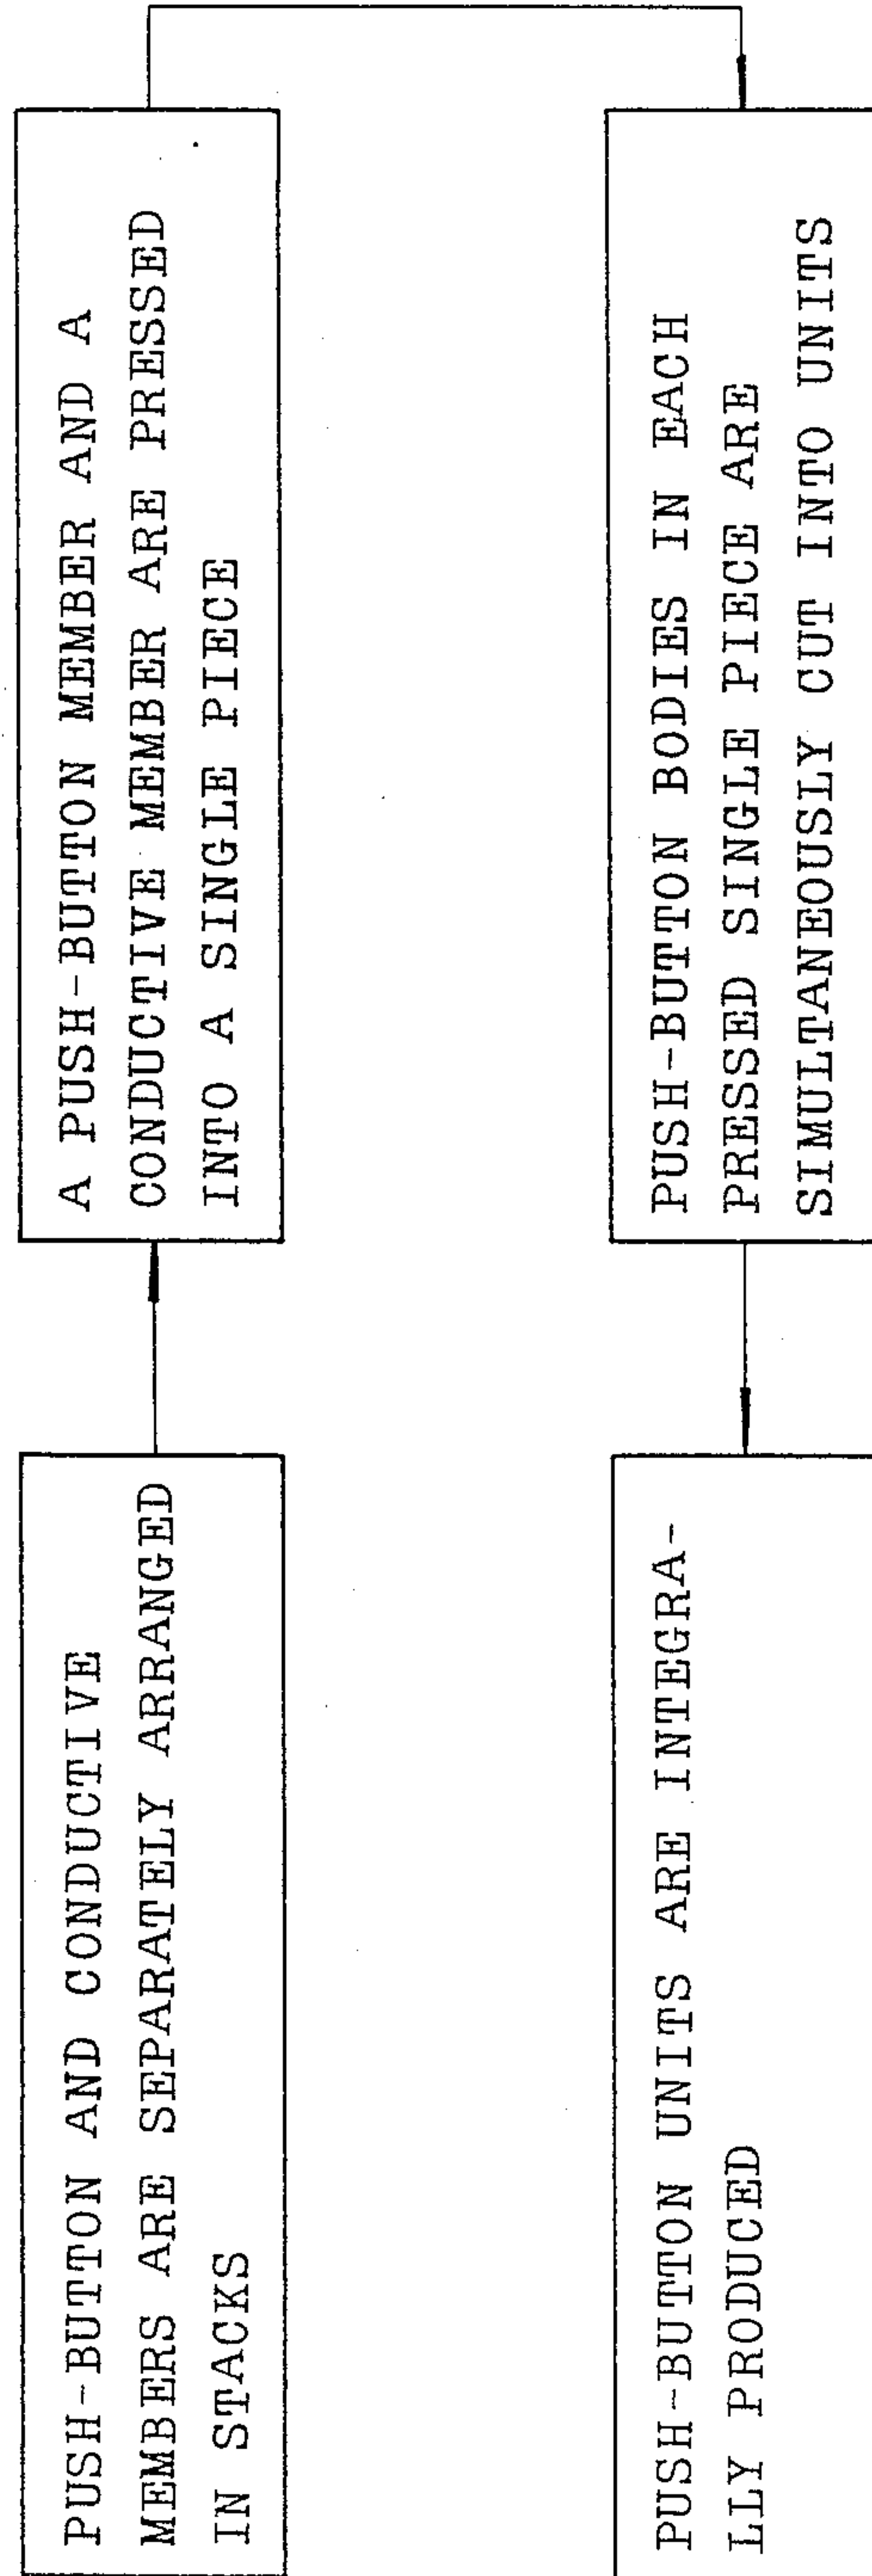 PUSH-BUTTON AND CONDUCTIVE
MEMBERS ARE SEPARATELY ARRANGED
IN STACKS
A PUSH-BUTTON MEMBER AND A
CONDUCTIVE MEMBER ARE PRESSED
INTO A SINGLE PIECE
PUSH-BUTTON BODIES IN EACH
PRESSED SINGLE PIECE ARE
SIMULTANEOUSLY CUT INTO UNITS
PUSH-BUTTON UNITS ARE INTEGRA-
LLY PRODUCED